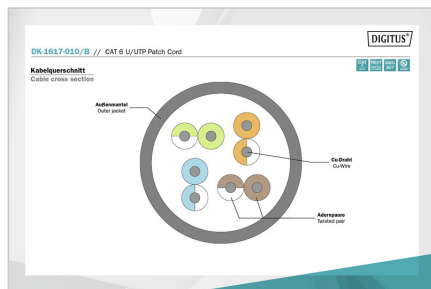 DIGITUS®
DK-1617-010/B // CAT 6 U/UTP Patch Cord
Kabelquerschnitt
Cable cross section
Außenmantel
Outer jacket
Cu-Draht
Cu-Wire
Adernpaare
Twisted pair